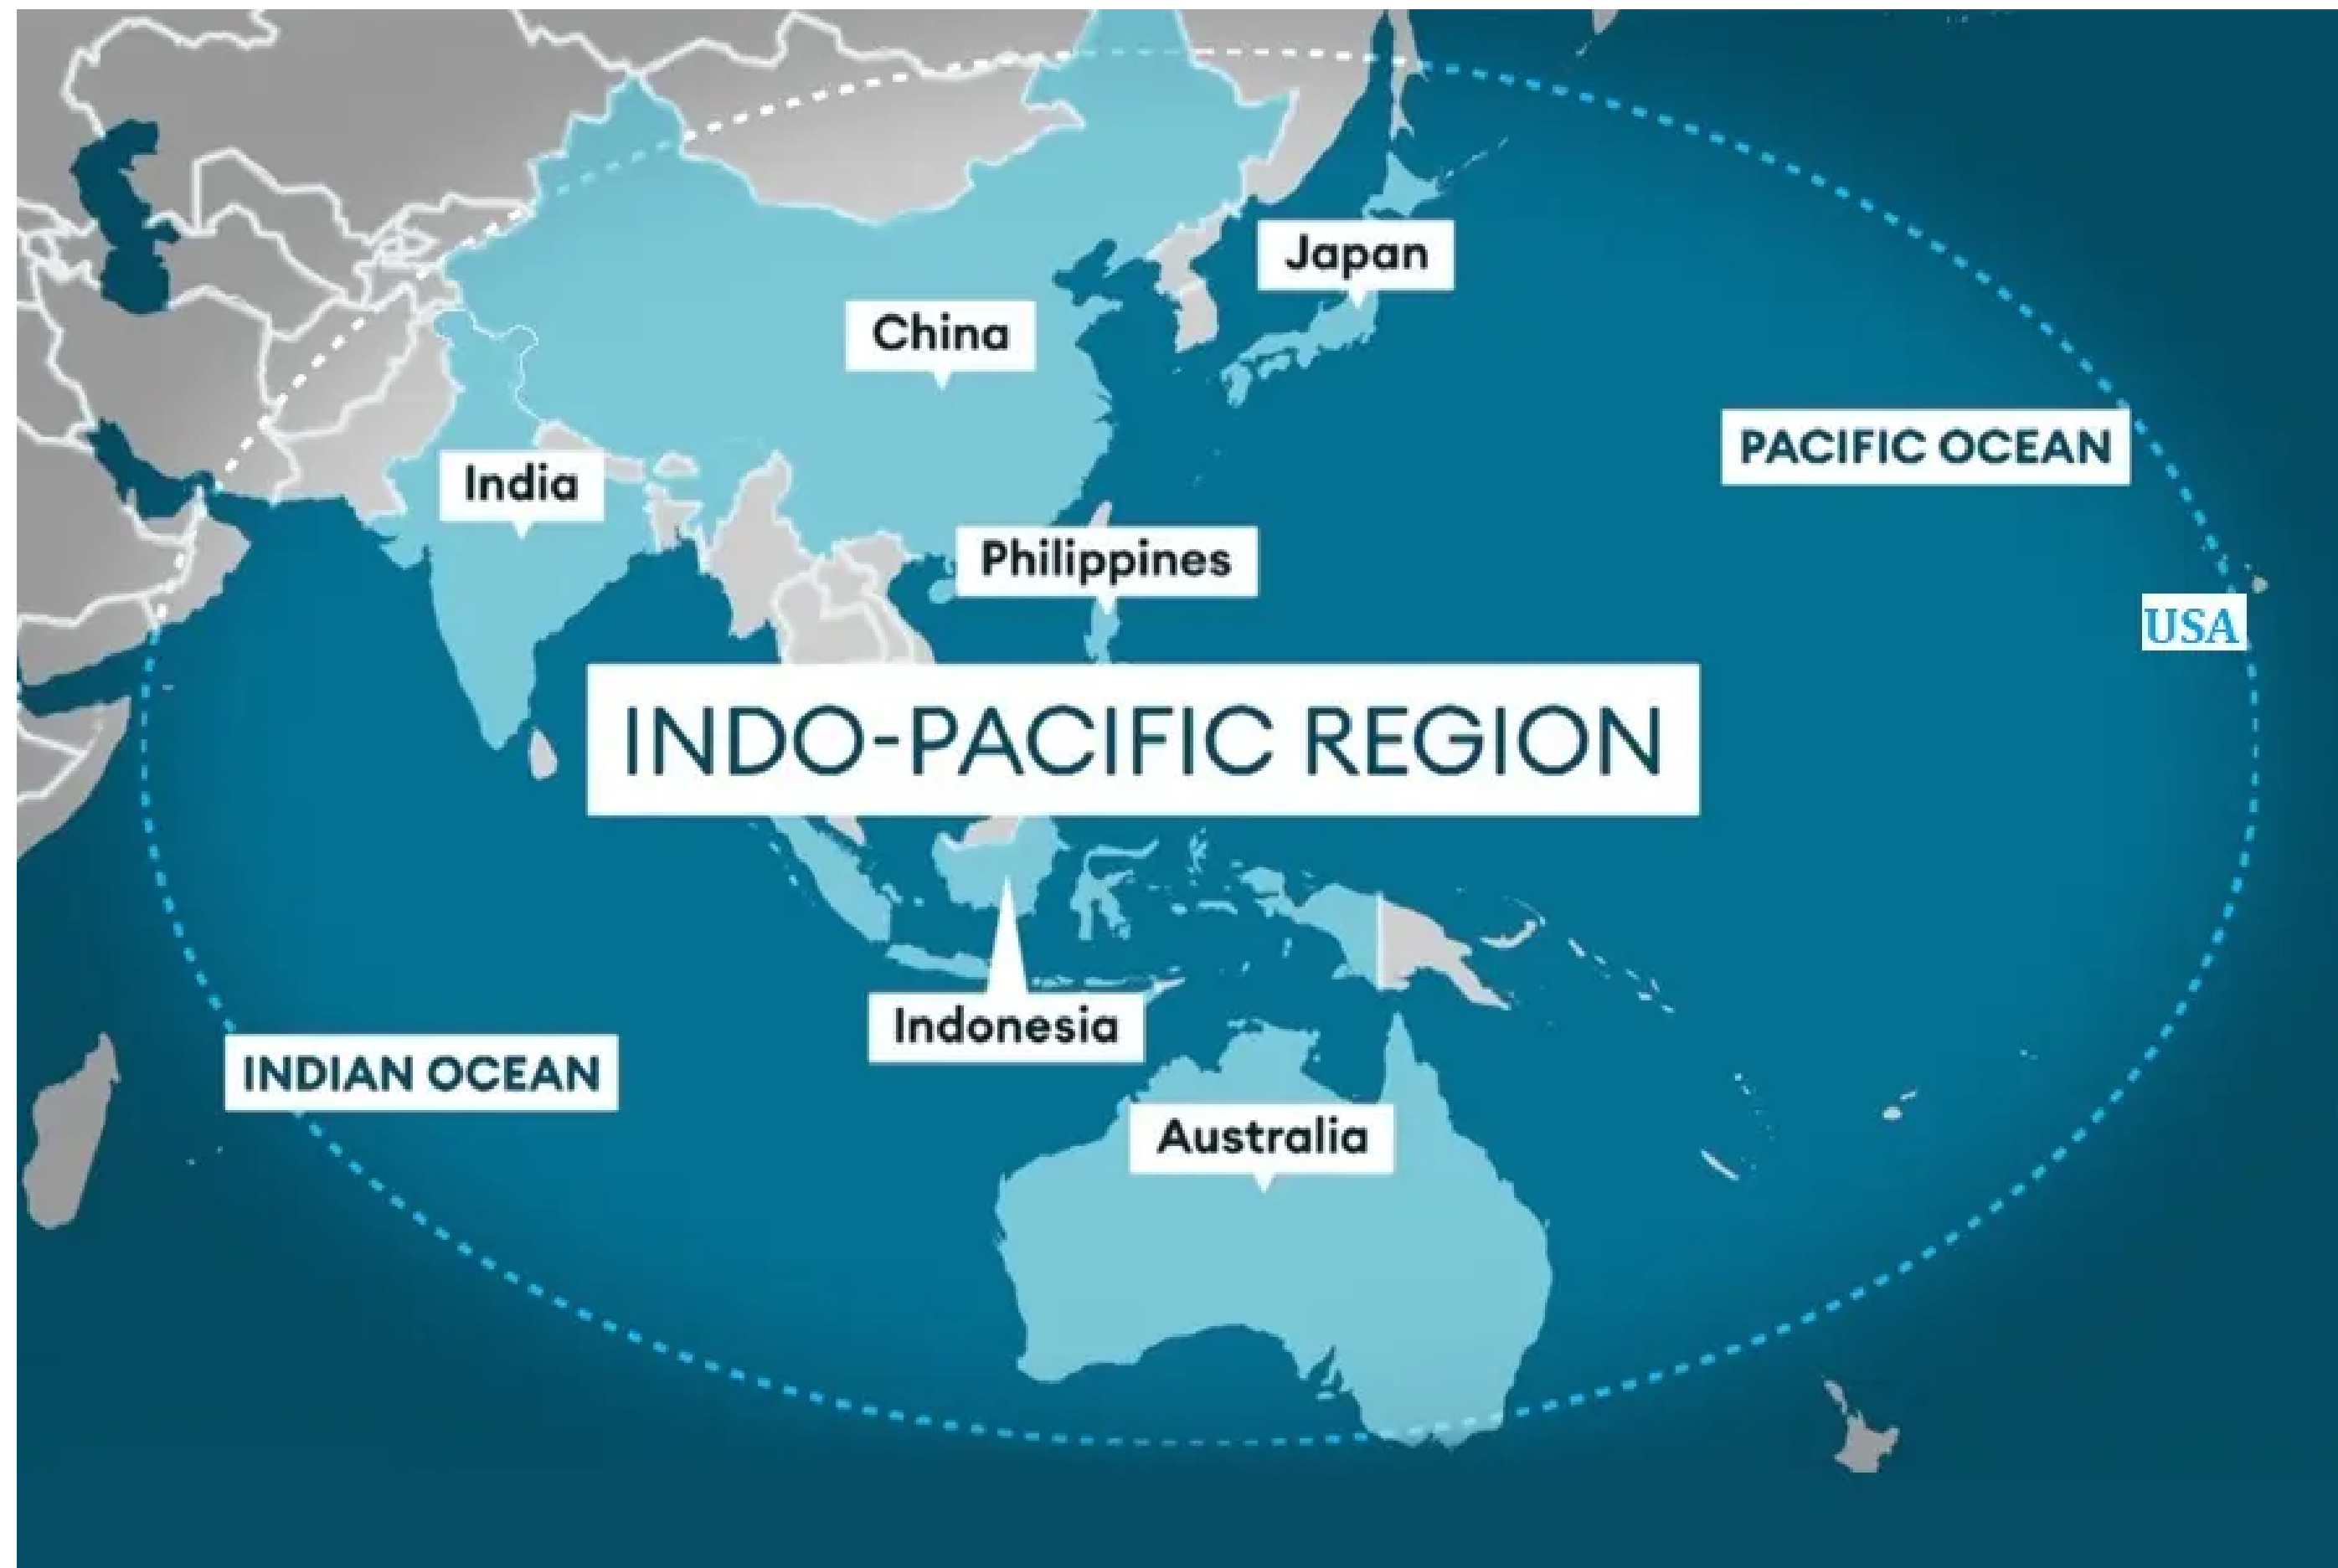 Japan
China
PACIFIC OCEAN
India
Philippines
USA
INDO-PACIFIC REGION
Indonesia
INDIAN OCEAN
Australia